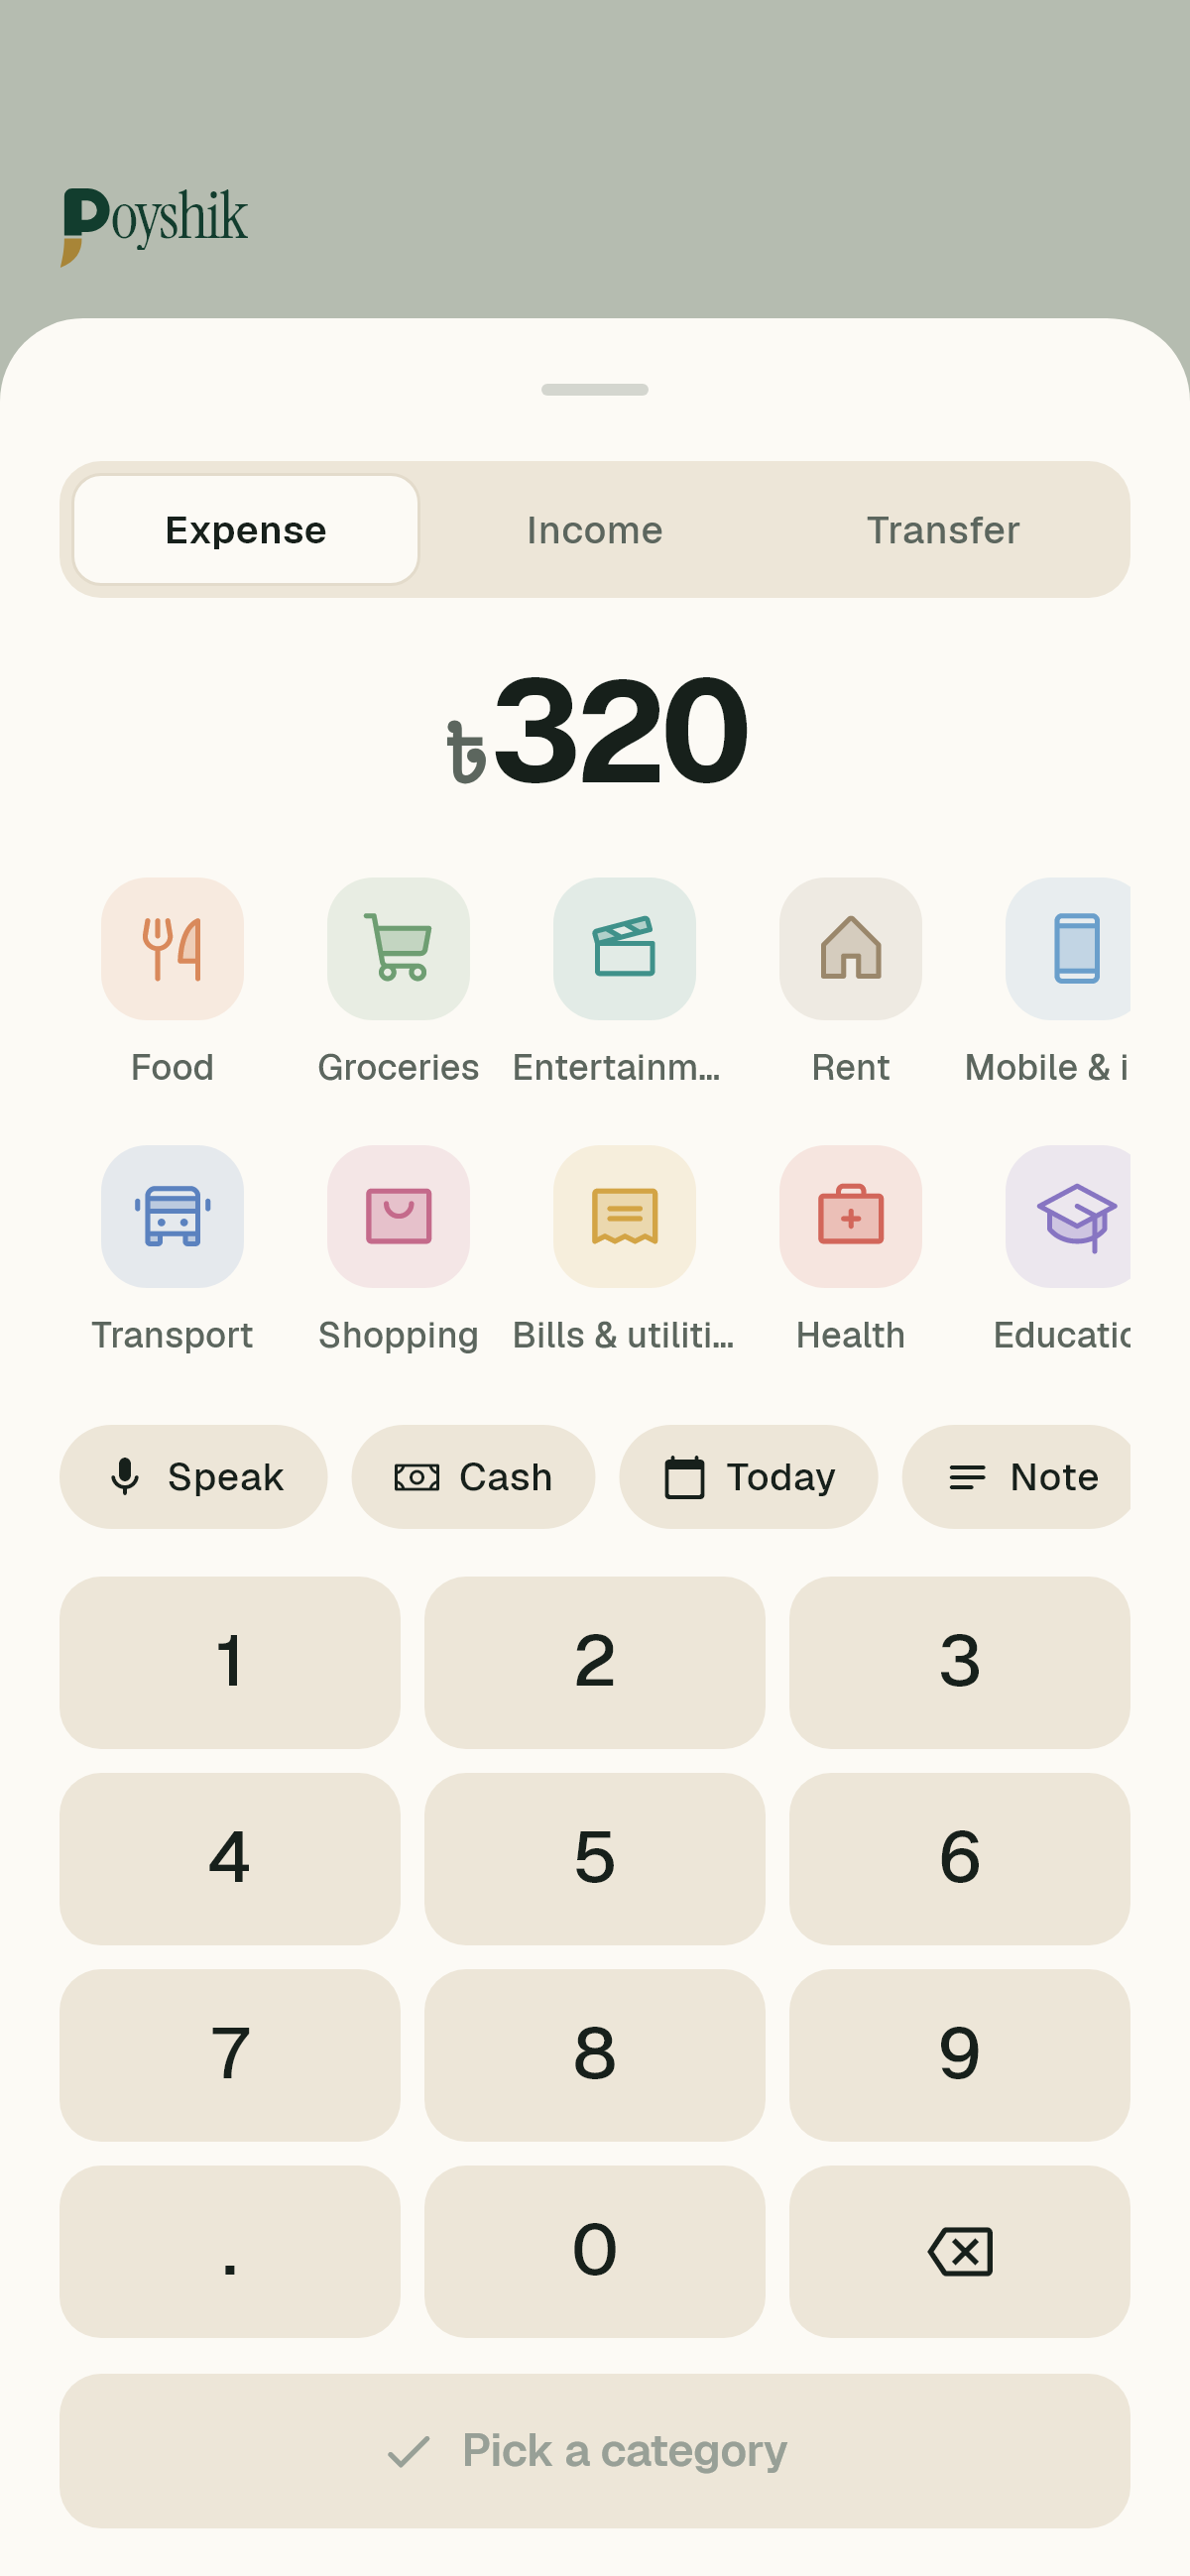 Poyshik
Expense Income Transfer
৳320
Food Groceries Entertainm... Rent Mobile & i
Transport Shopping Bills & utiliti... Health Educatio
Speak Cash Today Note
1 2 3
4 5 6
7 8 9
. 0
Pick a category